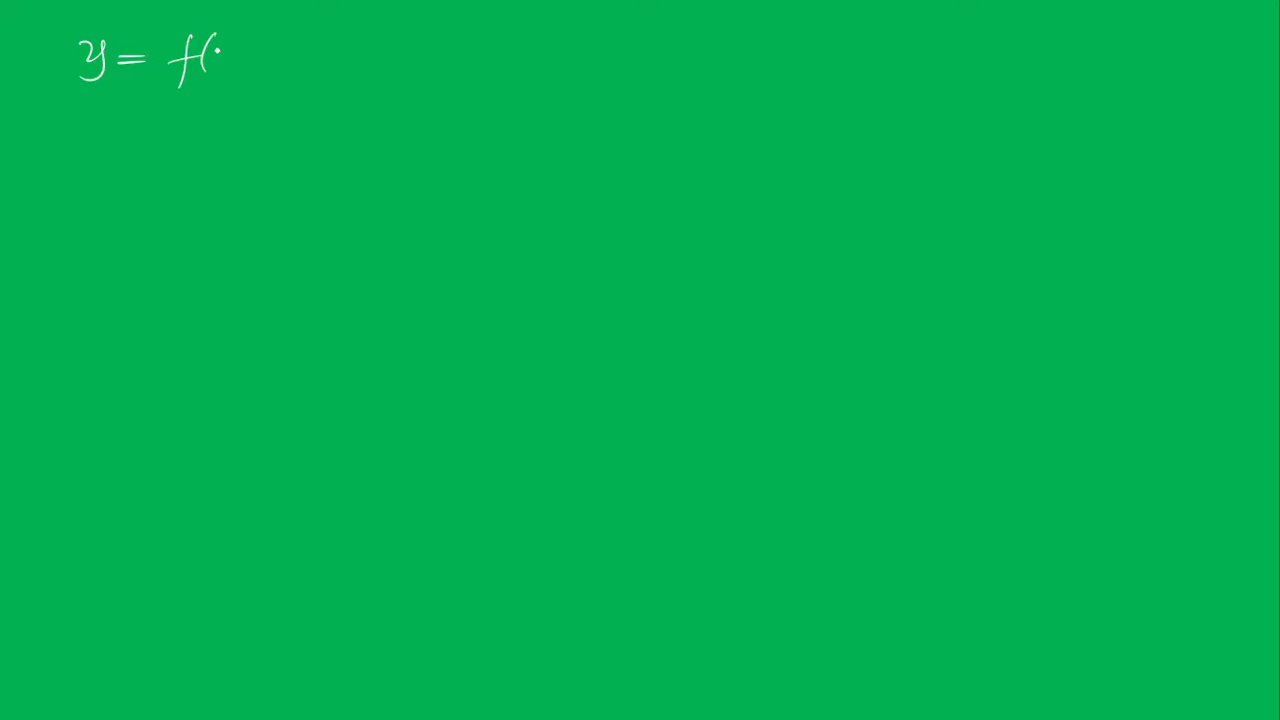 y = f(